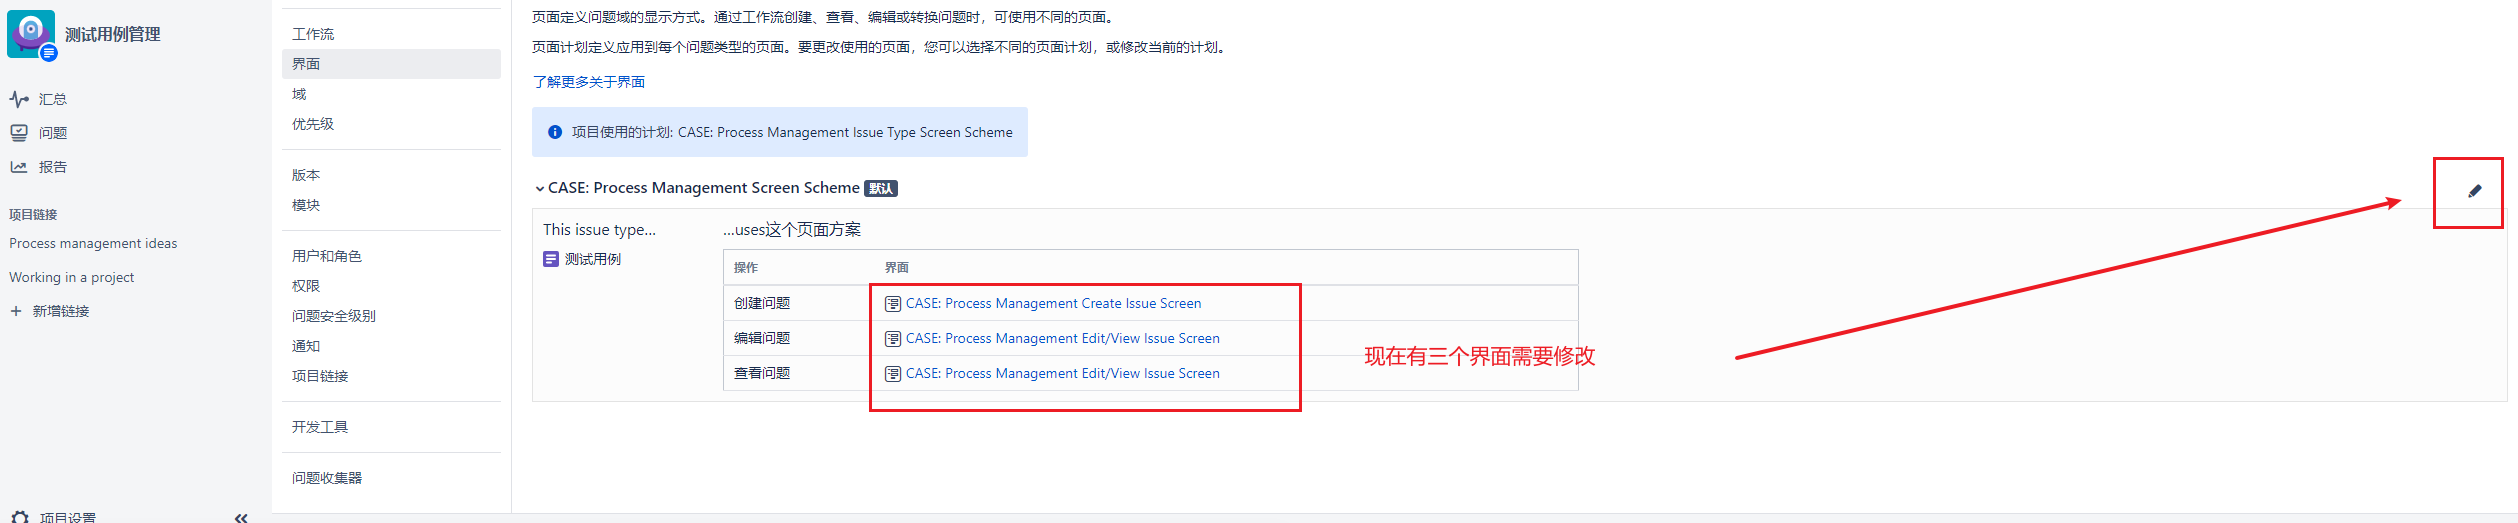 测试用例管理
汇总
问题
报告
项目链接
Process management ideas
Working in a project
+ 新增链接
项目设置
工作流
界面
域
优先级
版本
模块
用户和角色
权限
问题安全级别
通知
项目链接
开发工具
问题收集器
页面定义问题域的显示方式。通过工作流创建、查看、编辑或转换问题时，可使用不同的页面。
页面计划定义应用到每个问题类型的页面。要更改使用的页面，您可以选择不同的页面计划，或修改当前的计划。
了解更多关于界面
项目使用的计划: CASE: Process Management Issue Type Screen Scheme
CASE: Process Management Screen Scheme 默认
This issue type... ...uses这个页面方案
测试用例
操作 界面
创建问题 CASE: Process Management Create Issue Screen
编辑问题 CASE: Process Management Edit/View Issue Screen
查看问题 CASE: Process Management Edit/View Issue Screen
现在有三个界面需要修改